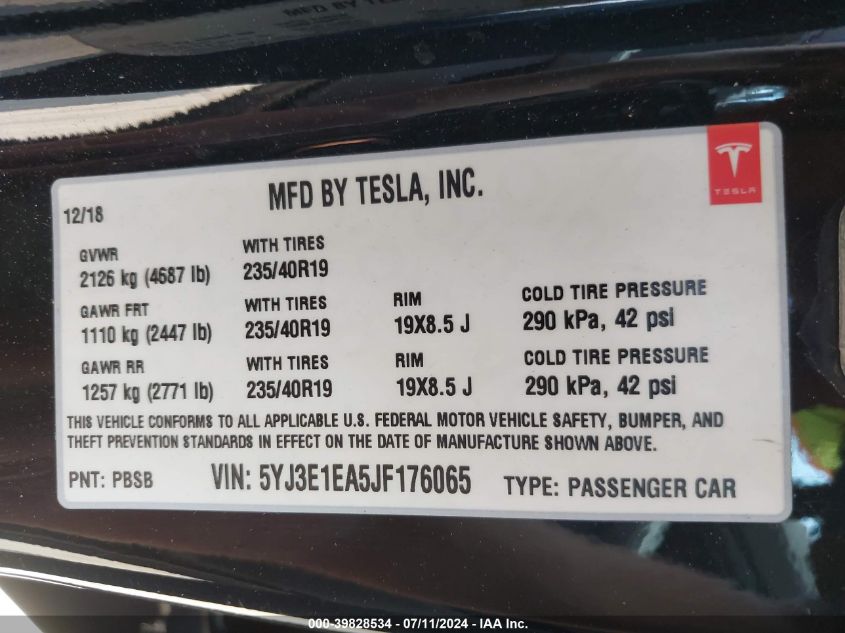 MFD BY TESLA, INC.
TESLA
12/18
MFD BY TESLA, INC.
GVWR WITH TIRES
2126 kg (4687 lb) 235/40R19
GAWR FRT WITH TIRES RIM COLD TIRE PRESSURE
1110 kg (2447 lb) 235/40R19 19X8.5 J 290 kPa, 42 psi
GAWR RR WITH TIRES RIM COLD TIRE PRESSURE
1257 kg (2771 lb) 235/40R19 19X8.5 J 290 kPa, 42 psi
THIS VEHICLE CONFORMS TO ALL APPLICABLE U.S. FEDERAL MOTOR VEHICLE SAFETY, BUMPER, AND
THEFT PREVENTION STANDARDS IN EFFECT ON THE DATE OF MANUFACTURE SHOWN ABOVE.
PNT: PBSB VIN: 5YJ3E1EA5JF176065 TYPE: PASSENGER CAR
000-39828534 - 07/11/2024 - IAA Inc.